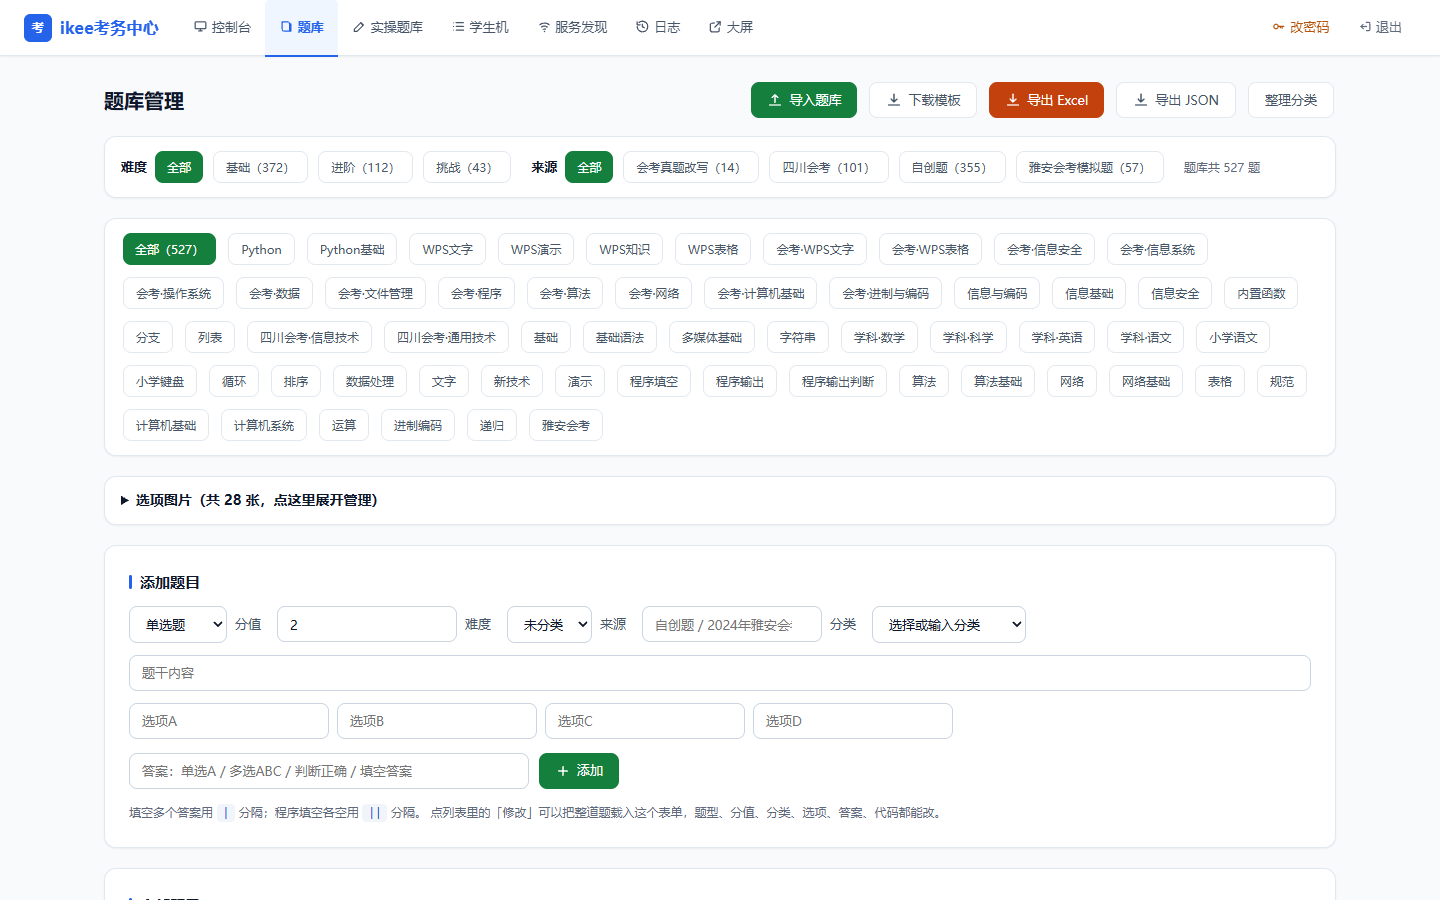 考 ikee考务中心 控制台 题库 实操题库 学生机 服务发现 日志 大屏 改密码 退出
题库管理 导入题库 下载模板 导出 Excel 导出 JSON 整理分类
难度 全部 基础（372） 进阶（112） 挑战（43） 来源 全部 会考真题改写（14） 四川会考（101） 自创题（355） 雅安会考模拟题（57） 题库共 527 题
全部（527） Python Python基础 WPS文字 WPS演示 WPS知识 WPS表格 会考·WPS文字 会考·WPS表格 会考·信息安全 会考·信息系统
会考·操作系统 会考·数据 会考·文件管理 会考·程序 会考·算法 会考·网络 会考·计算机基础 会考·进制与编码 信息与编码 信息基础 信息安全 内置函数
分支 列表 四川会考·信息技术 四川会考·通用技术 基础 基础语法 多媒体基础 字符串 学科·数学 学科·科学 学科·英语 学科·语文 小学语文
小学键盘 循环 排序 数据处理 文字 新技术 演示 程序填空 程序输出 程序输出判断 算法 算法基础 网络 网络基础 表格 规范
计算机基础 计算机系统 运算 进制编码 递归 雅安会考
选项图片（共 28 张，点这里展开管理）
添加题目
单选题 分值 2 难度 未分类 来源 自创题 / 2024年雅安会 分类 选择或输入分类
题干内容
选项A 选项B 选项C 选项D
答案：单选A / 多选ABC / 判断正确 / 填空答案 添加
填空多个答案用 | 分隔；程序填空各空用 || 分隔。 点列表里的「修改」可以把整道题载入这个表单，题型、分值、分类、选项、答案、代码都能改。